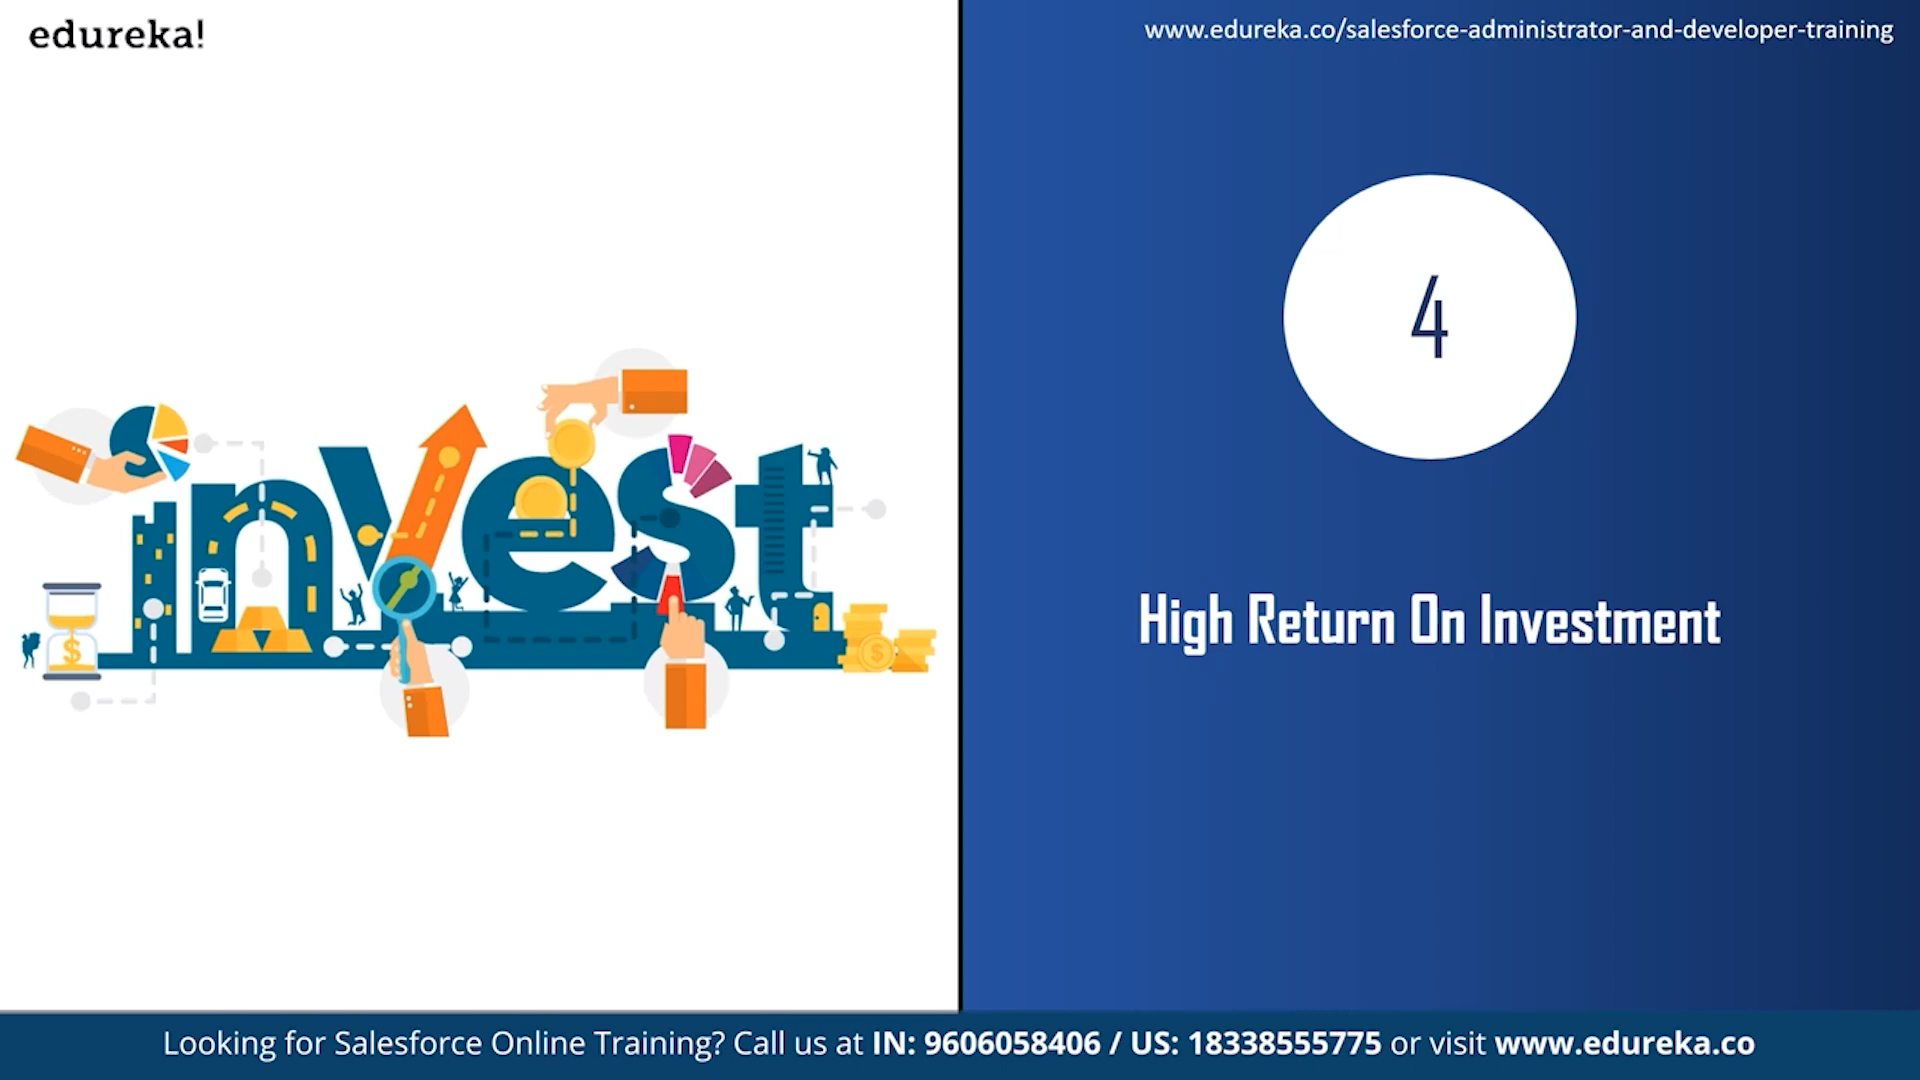 edureka!
www.edureka.co/salesforce-administrator-and-developer-training
invest
$
$
4
High Return On Investment
Looking for Salesforce Online Training? Call us at IN: 9606058406 / US: 18338555775 or visit www.edureka.co